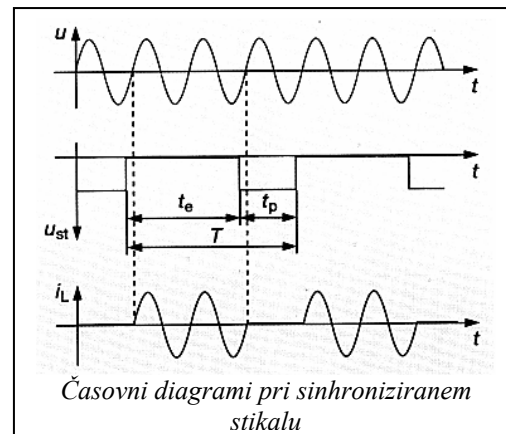 u
t
t
u_st
t_e
t_p
T
i_L
t
Časovni diagrami pri sinhroniziranem
stikalu